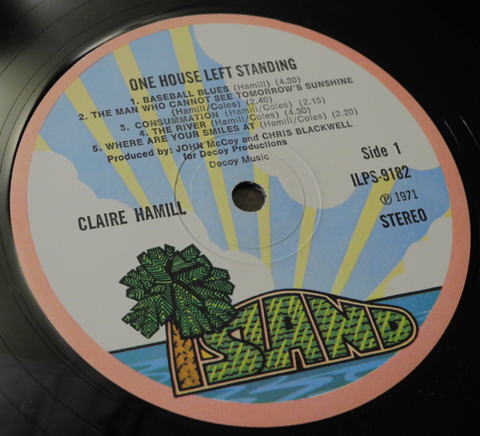 ONE HOUSE LEFT STANDING
1. BASEBALL BLUES (Hamill) (4.30)
2. THE MAN WHO CANNOT SEE TOMORROW'S SUNSHINE
(Hamill/Coles) (2.40)
3. CONSUMMATION (Hamill/Coles) (2.15)
4. THE RIVER (Hamill/Coles) (4.30)
5. WHERE ARE YOUR SMILES AT (Hamill/Coles) (2.20)
Produced by: JOHN McCOY and CHRIS BLACKWELL
for Decoy Productions
Decoy Music
Side 1
ILPS-9182
Ⓟ 1971
STEREO
CLAIRE HAMILL
ISLAND